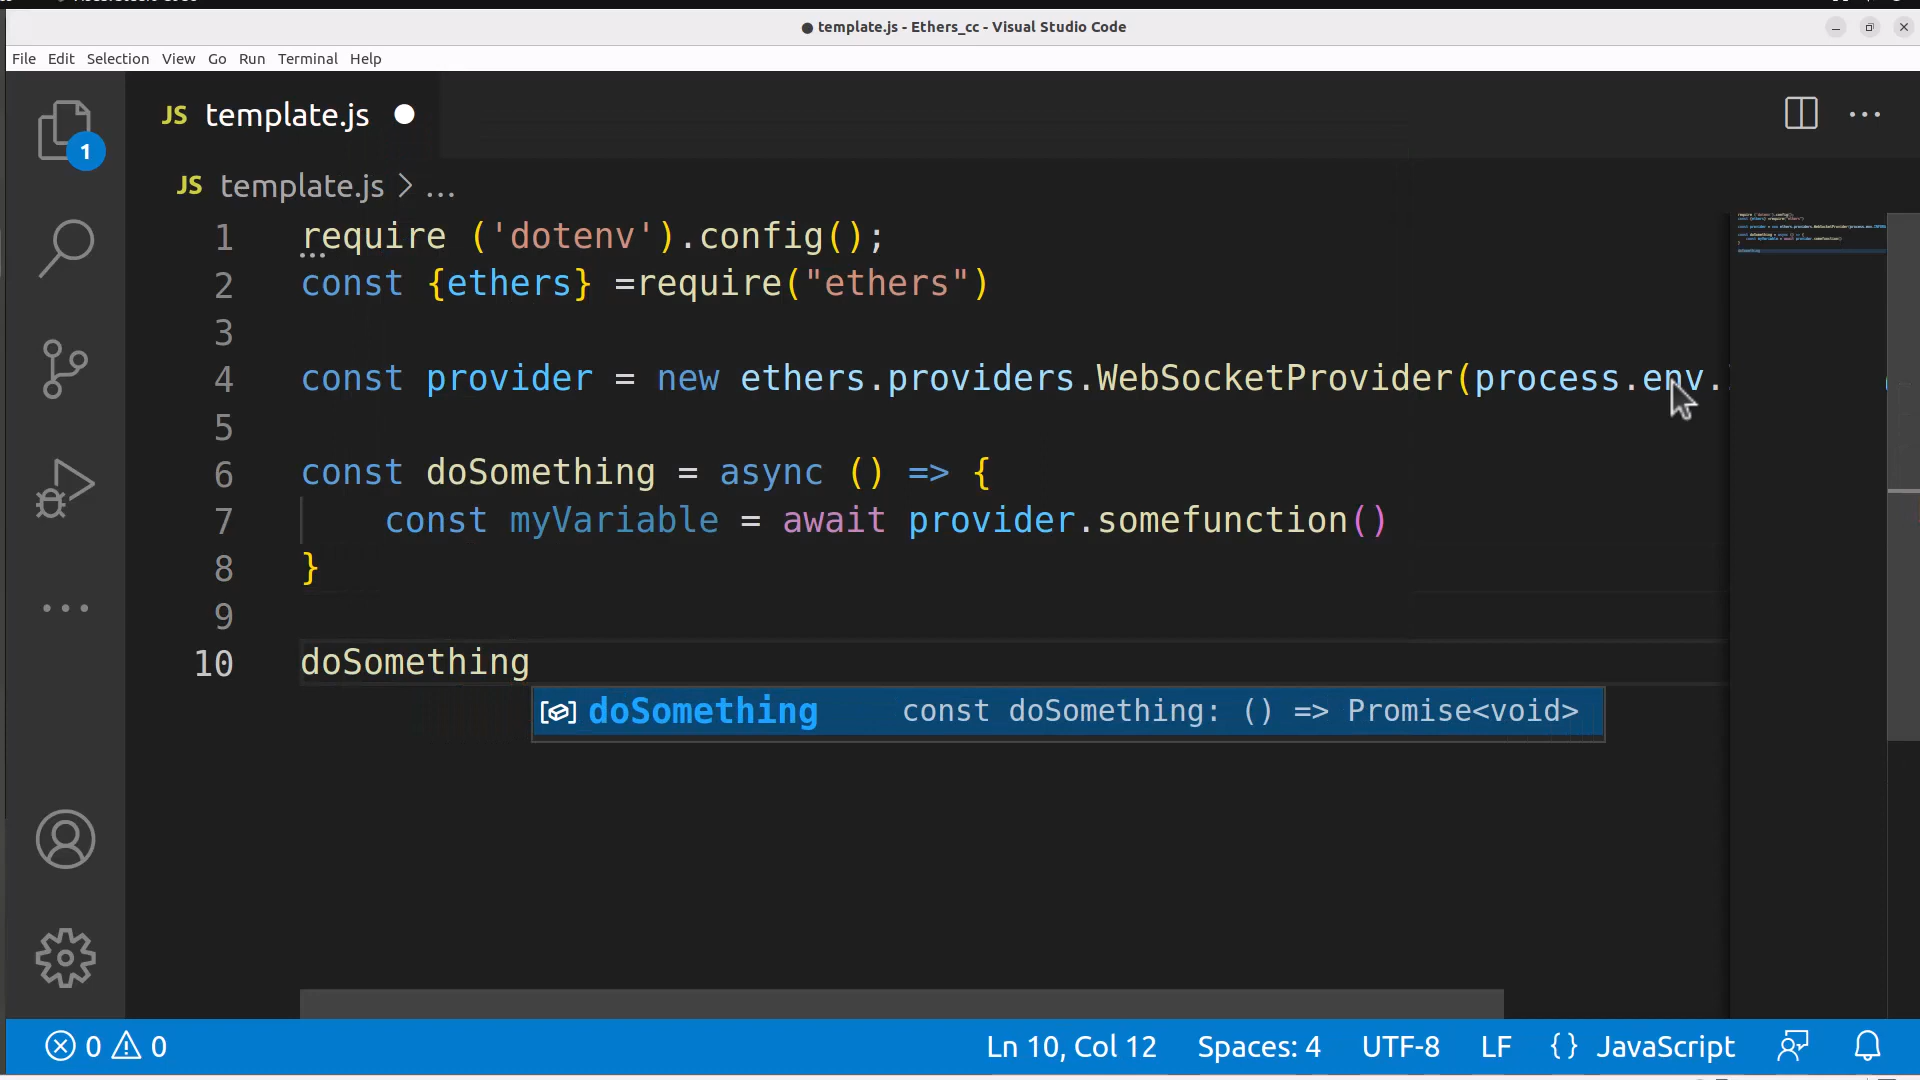 template.js - Ethers_cc - Visual Studio Code
File Edit Selection View Go Run Terminal Help
JS template.js
1
JS template.js > ...
1 require ('dotenv').config();
2 const {ethers} =require("ethers")
3
4 const provider = new ethers.providers.WebSocketProvider(process.env.
5
6 const doSomething = async () => {
7 const myVariable = await provider.somefunction()
8 }
9
10 doSomething
doSomething const doSomething: () => Promise<void>
0 0 Ln 10, Col 12 Spaces: 4 UTF-8 LF {} JavaScript